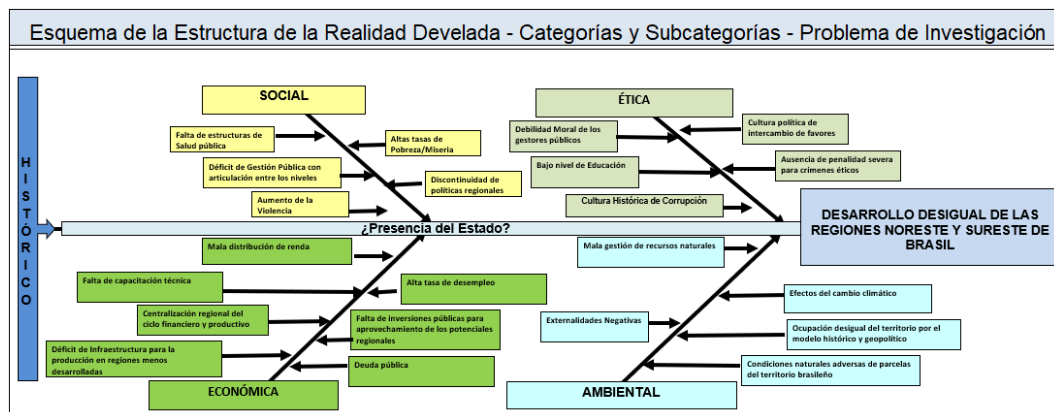 Esquema de la Estructura de la Realidad Develada - Categorías y Subcategorías - Problema de Investigación
HISTÓRICO
SOCIAL
Falta de estructuras de
Salud pública
Altas tasas de
Pobreza/Miseria
Déficit de Gestión Pública con
articulación entre los niveles
Discontinuidad de
políticas regionales
Aumento de la
Violencia
ÉTICA
Debilidad Moral de los
gestores públicos
Cultura política de
intercambio de favores
Bajo nivel de Educación
Ausencia de penalidad severa
para crímenes éticos
Cultura Histórica de Corrupción
¿Presencia del Estado?
DESARROLLO DESIGUAL DE LAS
REGIONES NORESTE Y SURESTE DE
BRASIL
Mala distribución de renda
Falta de capacitación técnica
Alta tasa de desempleo
Centralización regional del
ciclo financiero y productivo
Falta de inversiones públicas para
aprovechamiento de los potenciales
regionales
Déficit de Infraestructura para la
producción en regiones menos
desarrolladas
Deuda pública
ECONÓMICA
Mala gestión de recursos naturales
Efectos del cambio climático
Externalidades Negativas
Ocupación desigual del territorio por el
modelo histórico y geopolítico
Condiciones naturales adversas de parcelas
del territorio brasileño
AMBIENTAL